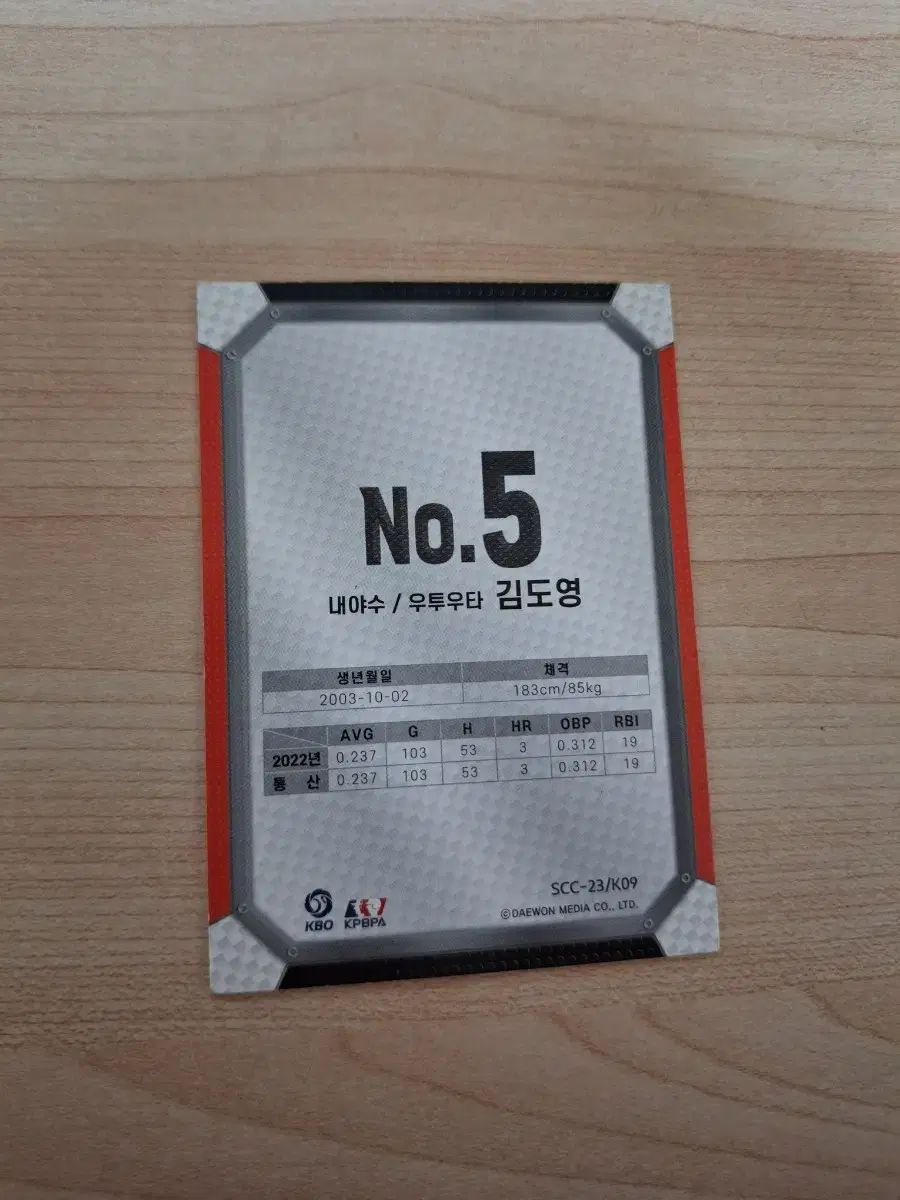 No.5
내야수 / 우투우타 김도영
생년월일 체격
2003-10-02 183cm/85kg
AVG G H HR OBP RBI
2022년 0.237 103 53 3 0.312 19
통 산 0.237 103 53 3 0.312 19
SCC-23/K09
KBO KPBPA ©DAEWON MEDIA CO., LTD.